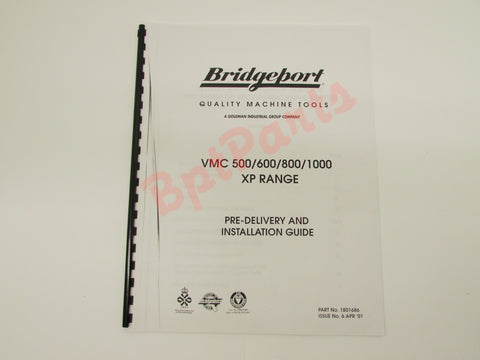 Bridgeport
QUALITY MACHINE TOOLS
A GOLDMAN INDUSTRIAL GROUP COMPANY
VMC 500/600/800/1000
XP RANGE
BptParts
PRE-DELIVERY AND
INSTALLATION GUIDE
PART No. 1801686
ISSUE No. 6 APR '01